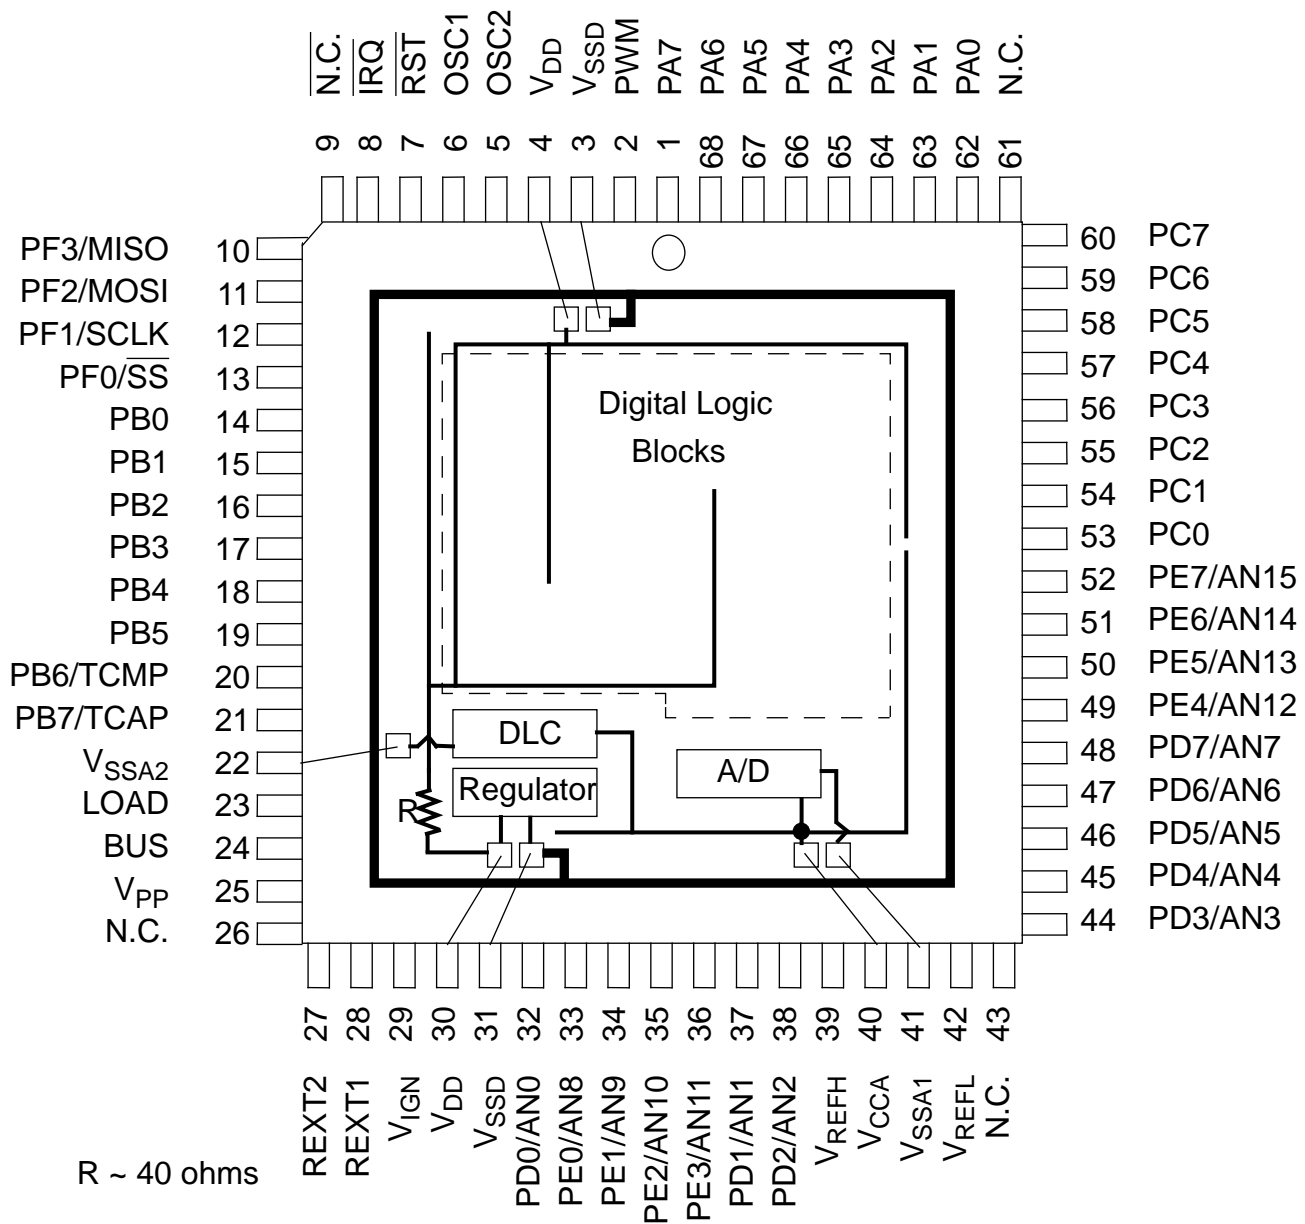 N.C.
IRQ
RST
OSC1
OSC2
VDD
VSSD
PWM
PA7
PA6
PA5
PA4
PA3
PA2
PA1
PA0
N.C.
9
8
7
6
5
4
3
2
1
68
67
66
65
64
63
62
61
PF3/MISO 10
PF2/MOSI 11
PF1/SCLK 12
PF0/SS 13
PB0 14
PB1 15
PB2 16
PB3 17
PB4 18
PB5 19
PB6/TCMP 20
PB7/TCAP 21
VSSA2 22
LOAD 23
BUS 24
VPP 25
N.C. 26
Digital Logic
Blocks
DLC
Regulator
A/D
R
60 PC7
59 PC6
58 PC5
57 PC4
56 PC3
55 PC2
54 PC1
53 PC0
52 PE7/AN15
51 PE6/AN14
50 PE5/AN13
49 PE4/AN12
48 PD7/AN7
47 PD6/AN6
46 PD5/AN5
45 PD4/AN4
44 PD3/AN3
27
28
29
30
31
32
33
34
35
36
37
38
39
40
41
42
43
REXT2
REXT1
VIGN
VDD
VSSD
PD0/AN0
PE0/AN8
PE1/AN9
PE2/AN10
PE3/AN11
PD1/AN1
PD2/AN2
VREFH
VCCA
VSSA1
VREFL
N.C.
R ~ 40 ohms